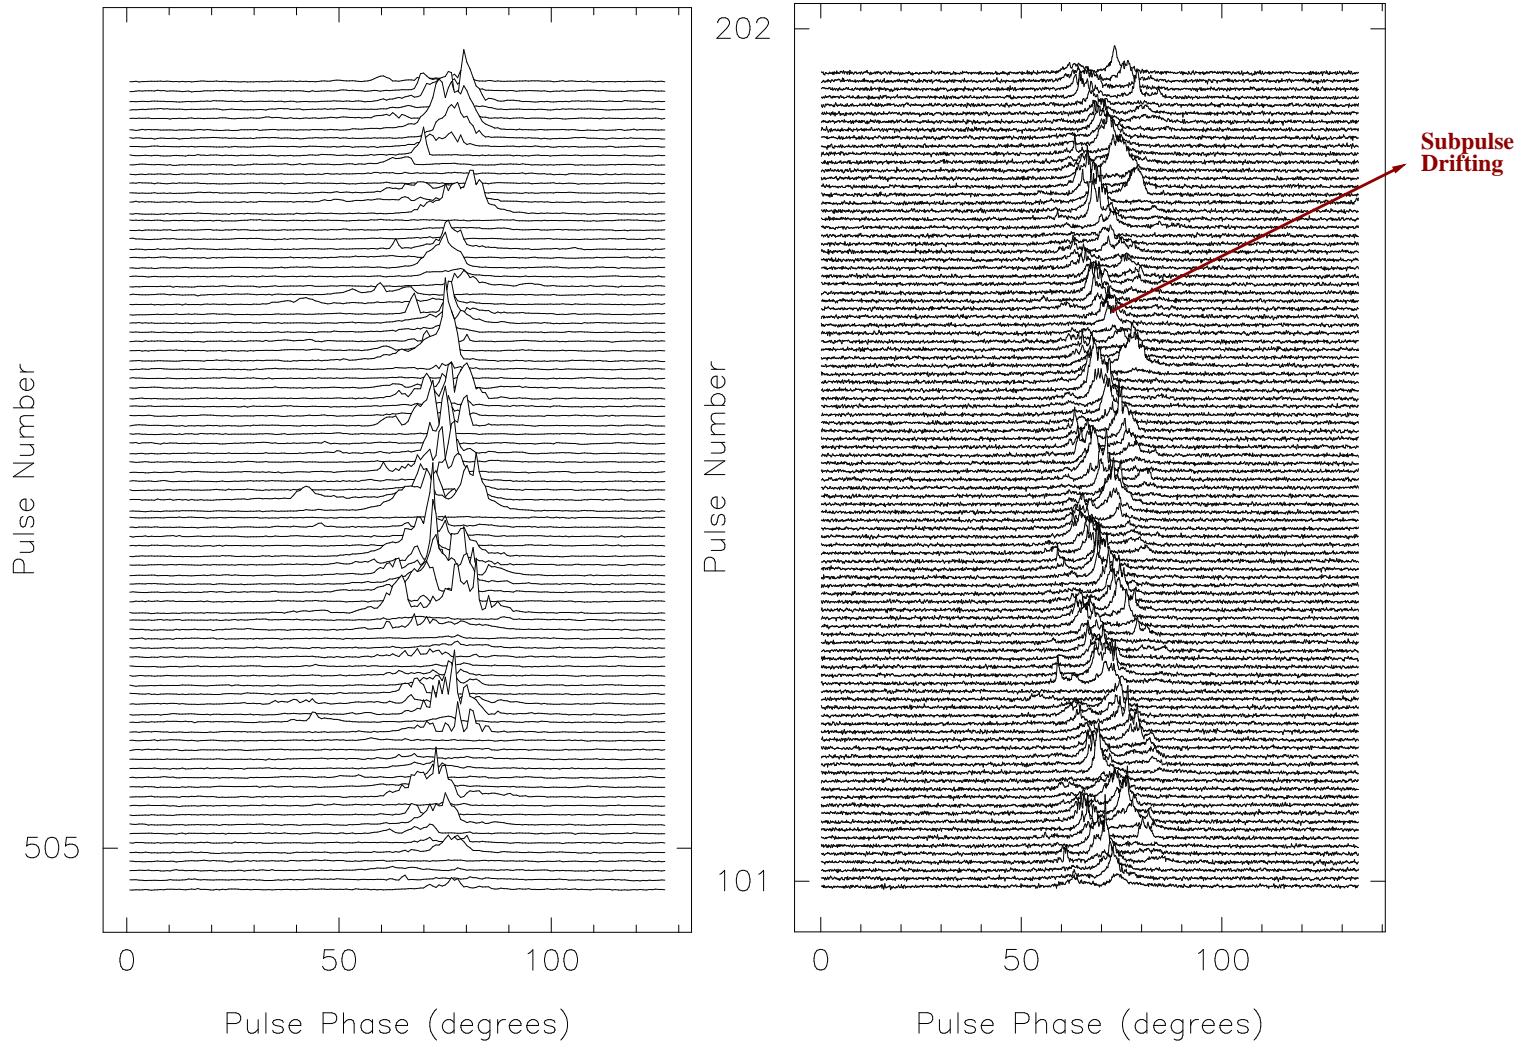 202
Subpulse
Drifting
Pulse Number
Pulse Number
505
101
0 50 100
0 50 100
Pulse Phase (degrees)
Pulse Phase (degrees)